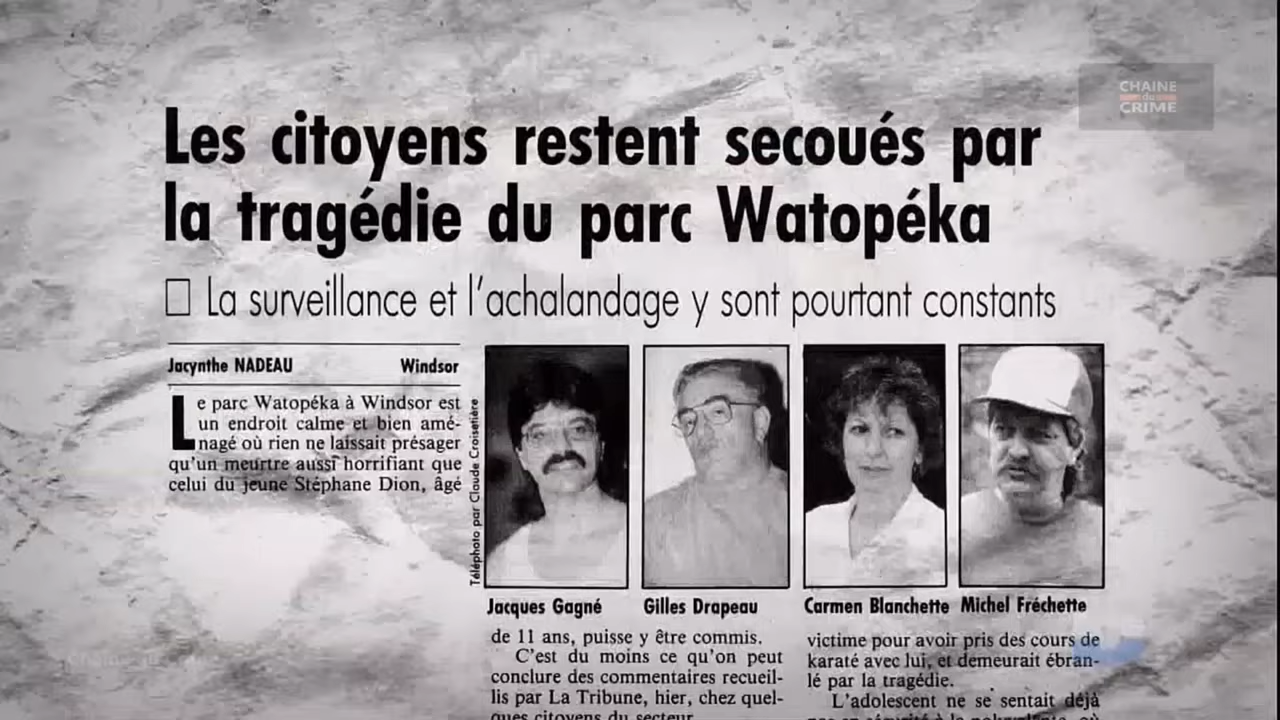 CHAINE
du
CRIME
Les citoyens restent secoués par
la tragédie du parc Watopéka
□ La surveillance et l'achalandage y sont pourtant constants
Jacynthe NADEAU Windsor
Le parc Watopéka à Windsor est
un endroit calme et bien amé-
nagé où rien ne laissait présager
qu'un meurtre aussi horrifiant que
celui du jeune Stéphane Dion, âgé
Téléphoto par Claude Croisetière
Jacques Gagné
Gilles Drapeau
Carmen Blanchette
Michel Fréchette
de 11 ans, puisse y être commis.
C'est du moins ce qu'on peut
conclure des commentaires recueil-
lis par La Tribune, hier, chez quel-
ques citoyens du secteur.
victime pour avoir pris des cours de
karaté avec lui, et demeurait ébran-
lé par la tragédie.
L'adolescent ne se sentait déjà